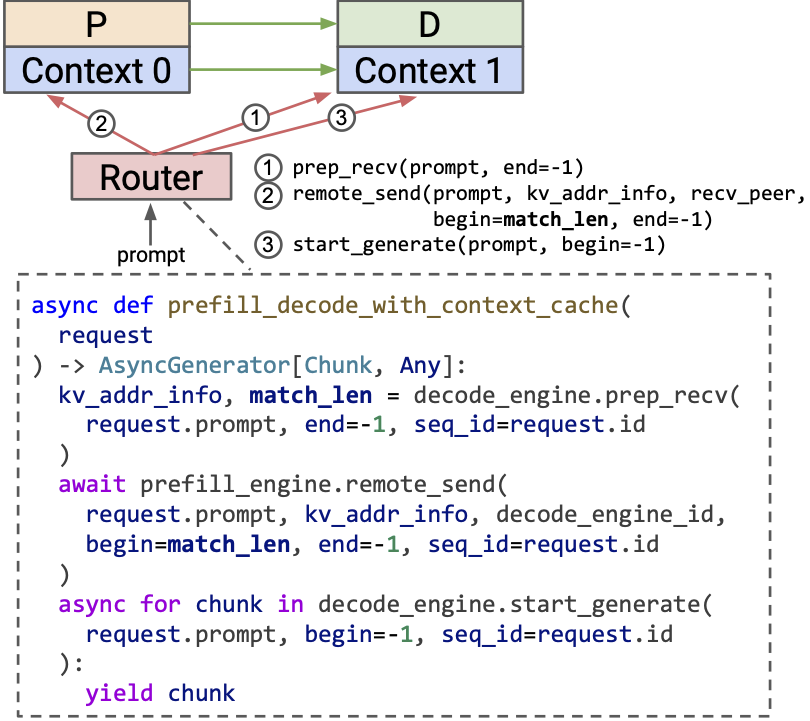 P
D
Context 0
Context 1
2
1
3
Router
prompt
1 prep_recv(prompt, end=-1)
2 remote_send(prompt, kv_addr_info, recv_peer,
begin=match_len, end=-1)
3 start_generate(prompt, begin=-1)
async def prefill_decode_with_context_cache(
request
) -> AsyncGenerator[Chunk, Any]:
kv_addr_info, match_len = decode_engine.prep_recv(
request.prompt, end=-1, seq_id=request.id
)
await prefill_engine.remote_send(
request.prompt, kv_addr_info, decode_engine_id,
begin=match_len, end=-1, seq_id=request.id
)
async for chunk in decode_engine.start_generate(
request.prompt, begin=-1, seq_id=request.id
):
yield chunk